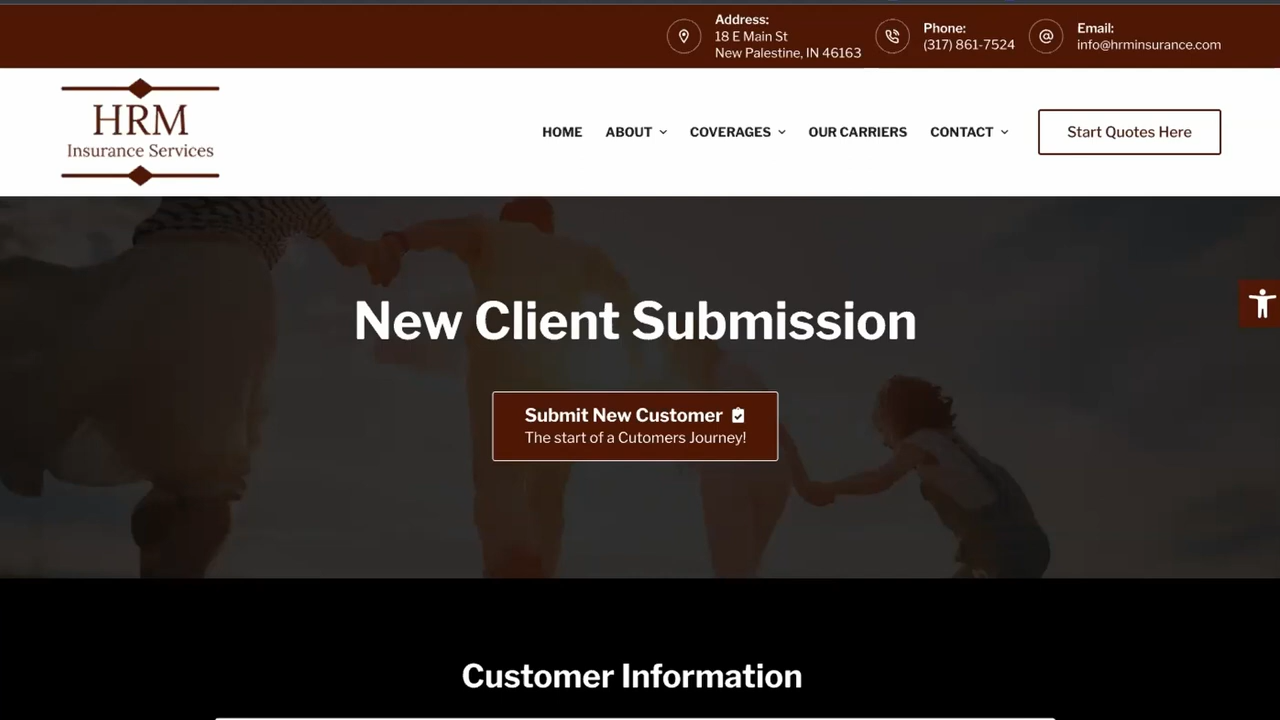 Address:
18 E Main St
New Palestine, IN 46163
Phone:
(317) 861-7524
Email:
info@hrminsurance.com
HRM
Insurance Services
HOME
ABOUT
COVERAGES
OUR CARRIERS
CONTACT
Start Quotes Here
New Client Submission
Submit New Customer
The start of a Cutomers Journey!
Customer Information